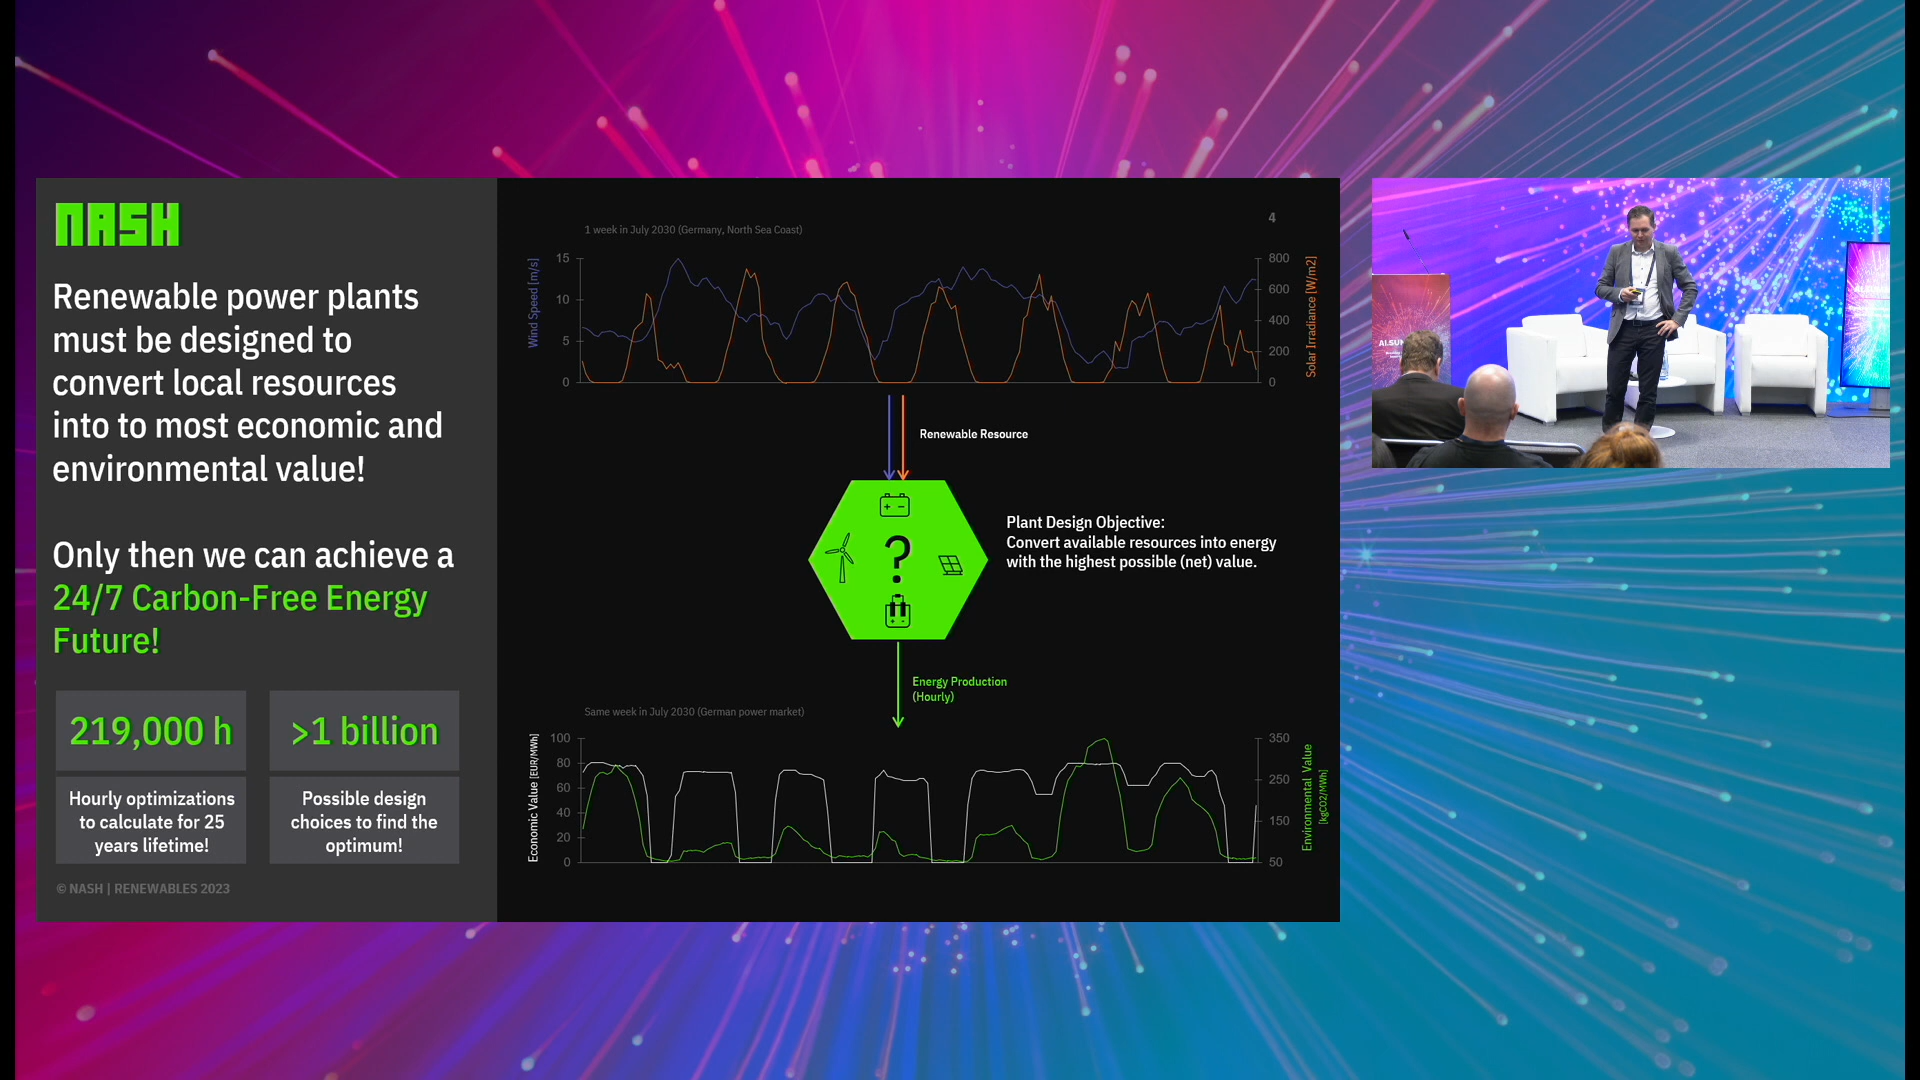 NASH
Renewable power plants
must be designed to
convert local resources
into to most economic and
environmental value!
Only then we can achieve a
24/7 Carbon-Free Energy
Future!
219,000 h
Hourly optimizations
to calculate for 25
years lifetime!
>1 billion
Possible design
choices to find the
optimum!
© NASH | RENEWABLES 2023
4
1 week in July 2030 (Germany, North Sea Coast)
Wind Speed [m/s]
15
10
5
0
800
600
400
200
0
Solar Irradiance [W/m2]
Renewable Resource
+ −
?
+ −
Plant Design Objective:
Convert available resources into energy
with the highest possible (net) value.
Energy Production
(Hourly)
Same week in July 2030 (German power market)
Economic Value [EUR/MWh]
100
80
60
40
20
0
350
250
150
50
Environmental Value
[kgCO2/MWh]